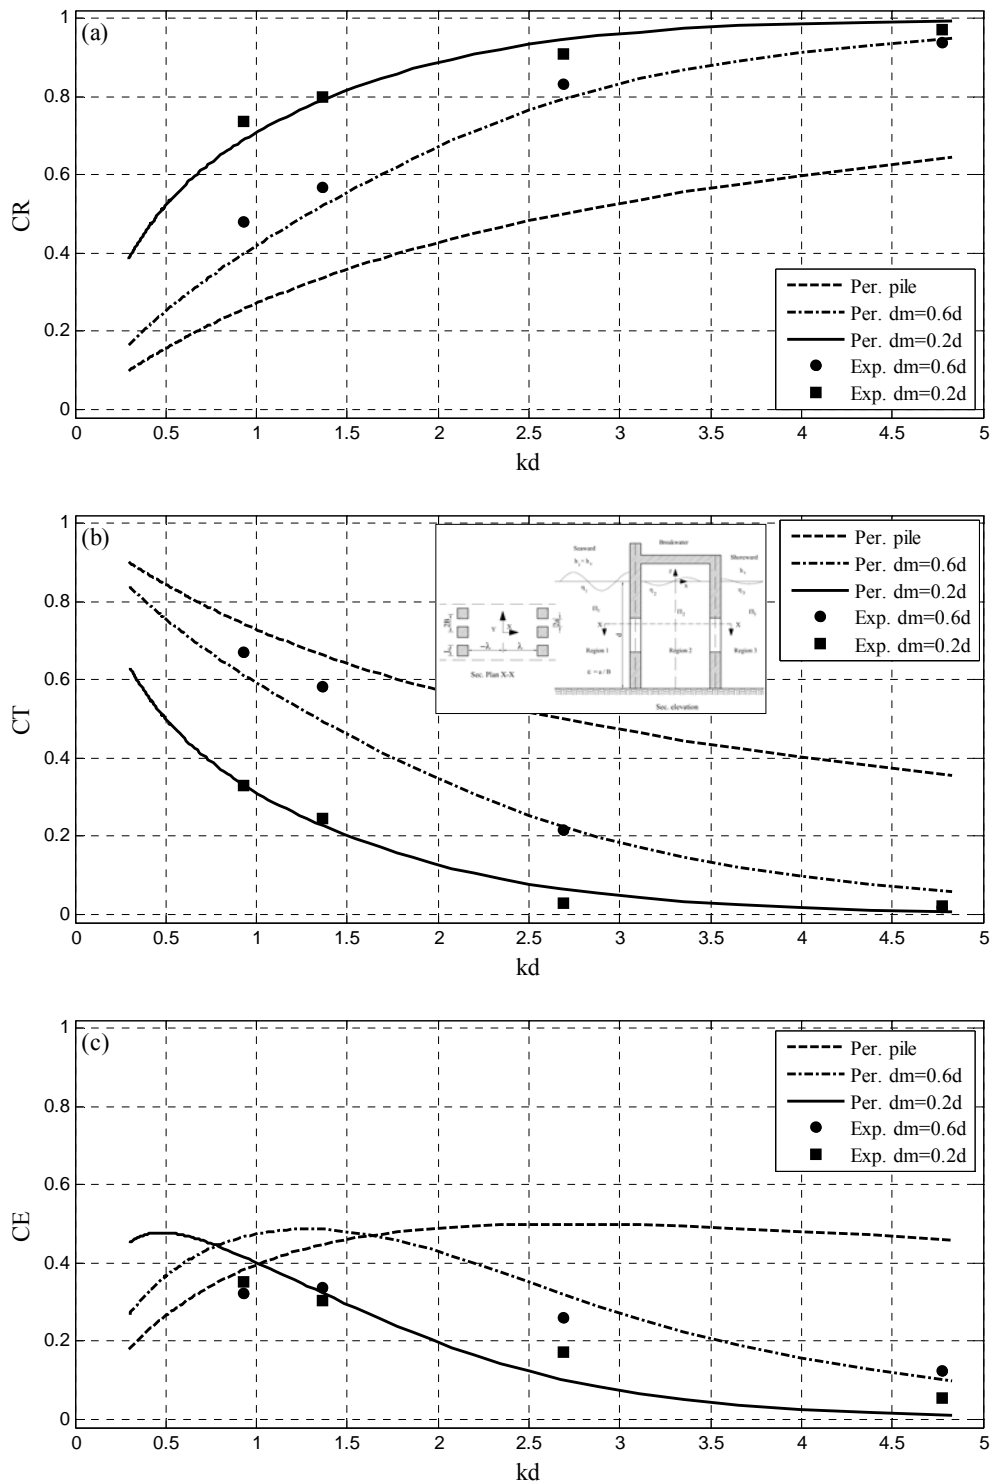 (a)
1
0.8
0.6
0.4
0.2
0
CR
0 0.5 1 1.5 2 2.5 3 3.5 4 4.5 5
kd
Per. pile
Per. dm=0.6d
Per. dm=0.2d
Exp. dm=0.6d
Exp. dm=0.2d
(b)
1
0.8
0.6
0.4
0.2
0
CT
0 0.5 1 1.5 2 2.5 3 3.5 4 4.5 5
kd
Seaward
Breakwater
Shoreward
X
X
Region 1
Region 2
Region 3
ε = a / B
Sec. elevation
2B
Y
X
λ
λ
Sec. Plan X-X
d
Per. pile
Per. dm=0.6d
Per. dm=0.2d
Exp. dm=0.6d
Exp. dm=0.2d
(c)
1
0.8
0.6
0.4
0.2
0
CE
0 0.5 1 1.5 2 2.5 3 3.5 4 4.5 5
kd
Per. pile
Per. dm=0.6d
Per. dm=0.2d
Exp. dm=0.6d
Exp. dm=0.2d